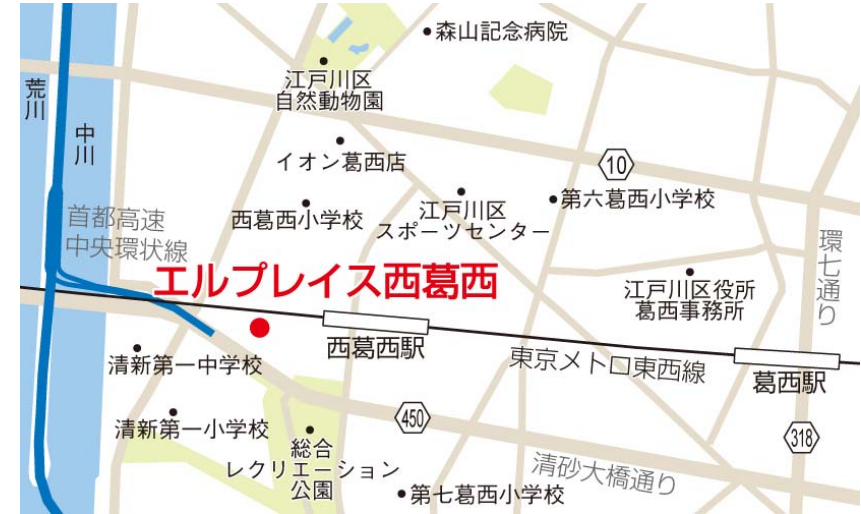 森山記念病院
江戸川区
自然動物園
荒川
中川
イオン葛西店
10
首都高速
中央環状線
西葛西小学校
江戸川区
スポーツセンター
第六葛西小学校
環七通り
エルプレイス西葛西
江戸川区役所
葛西事務所
西葛西駅
清新第一中学校
東京メトロ東西線
葛西駅
清新第一小学校
450
318
総合
レクリエーション
公園
清砂大橋通り
第七葛西小学校